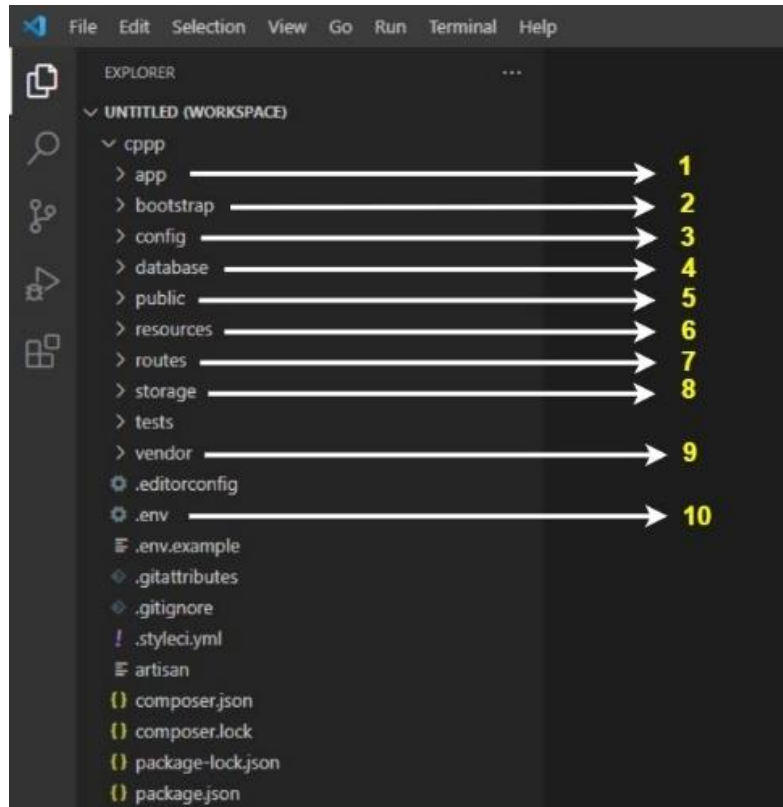 File Edit Selection View Go Run Terminal Help
EXPLORER ...
UNTITLED (WORKSPACE)
cppp
app 1
bootstrap 2
config 3
database 4
public 5
resources 6
routes 7
storage 8
tests
vendor 9
.editorconfig
.env 10
.env.example
.gitattributes
.gitignore
! .styleci.yml
artisan
{} composer.json
{} composer.lock
{} package-lock.json
{} package.json